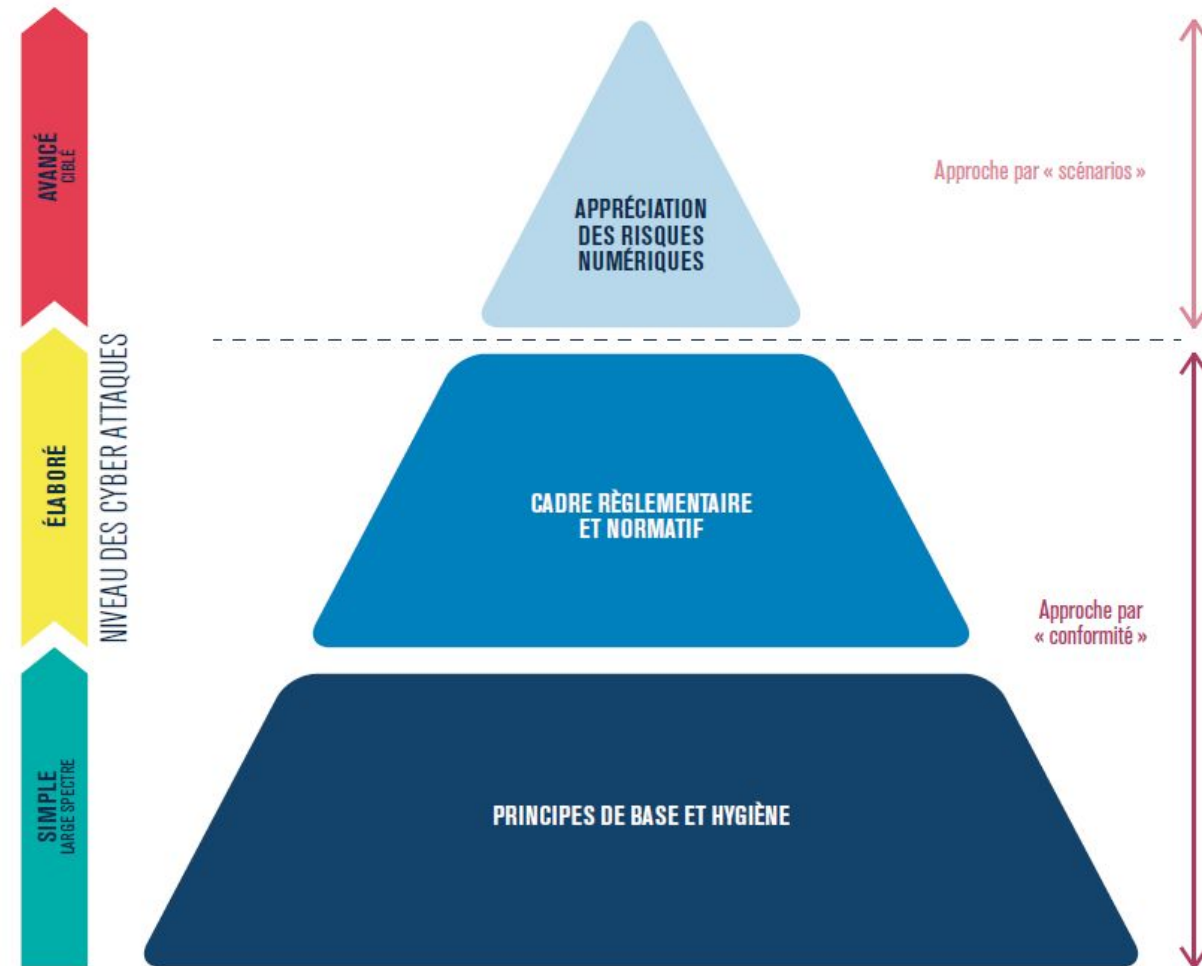 AVANCÉ
CIBLÉ
Approche par « scénarios »
APPRÉCIATION
DES RISQUES
NUMÉRIQUES
ÉLABORÉ
NIVEAU DES CYBER ATTAQUES
CADRE RÈGLEMENTAIRE
ET NORMATIF
Approche par
« conformité »
SIMPLE
LARGE SPECTRE
PRINCIPES DE BASE ET HYGIÈNE